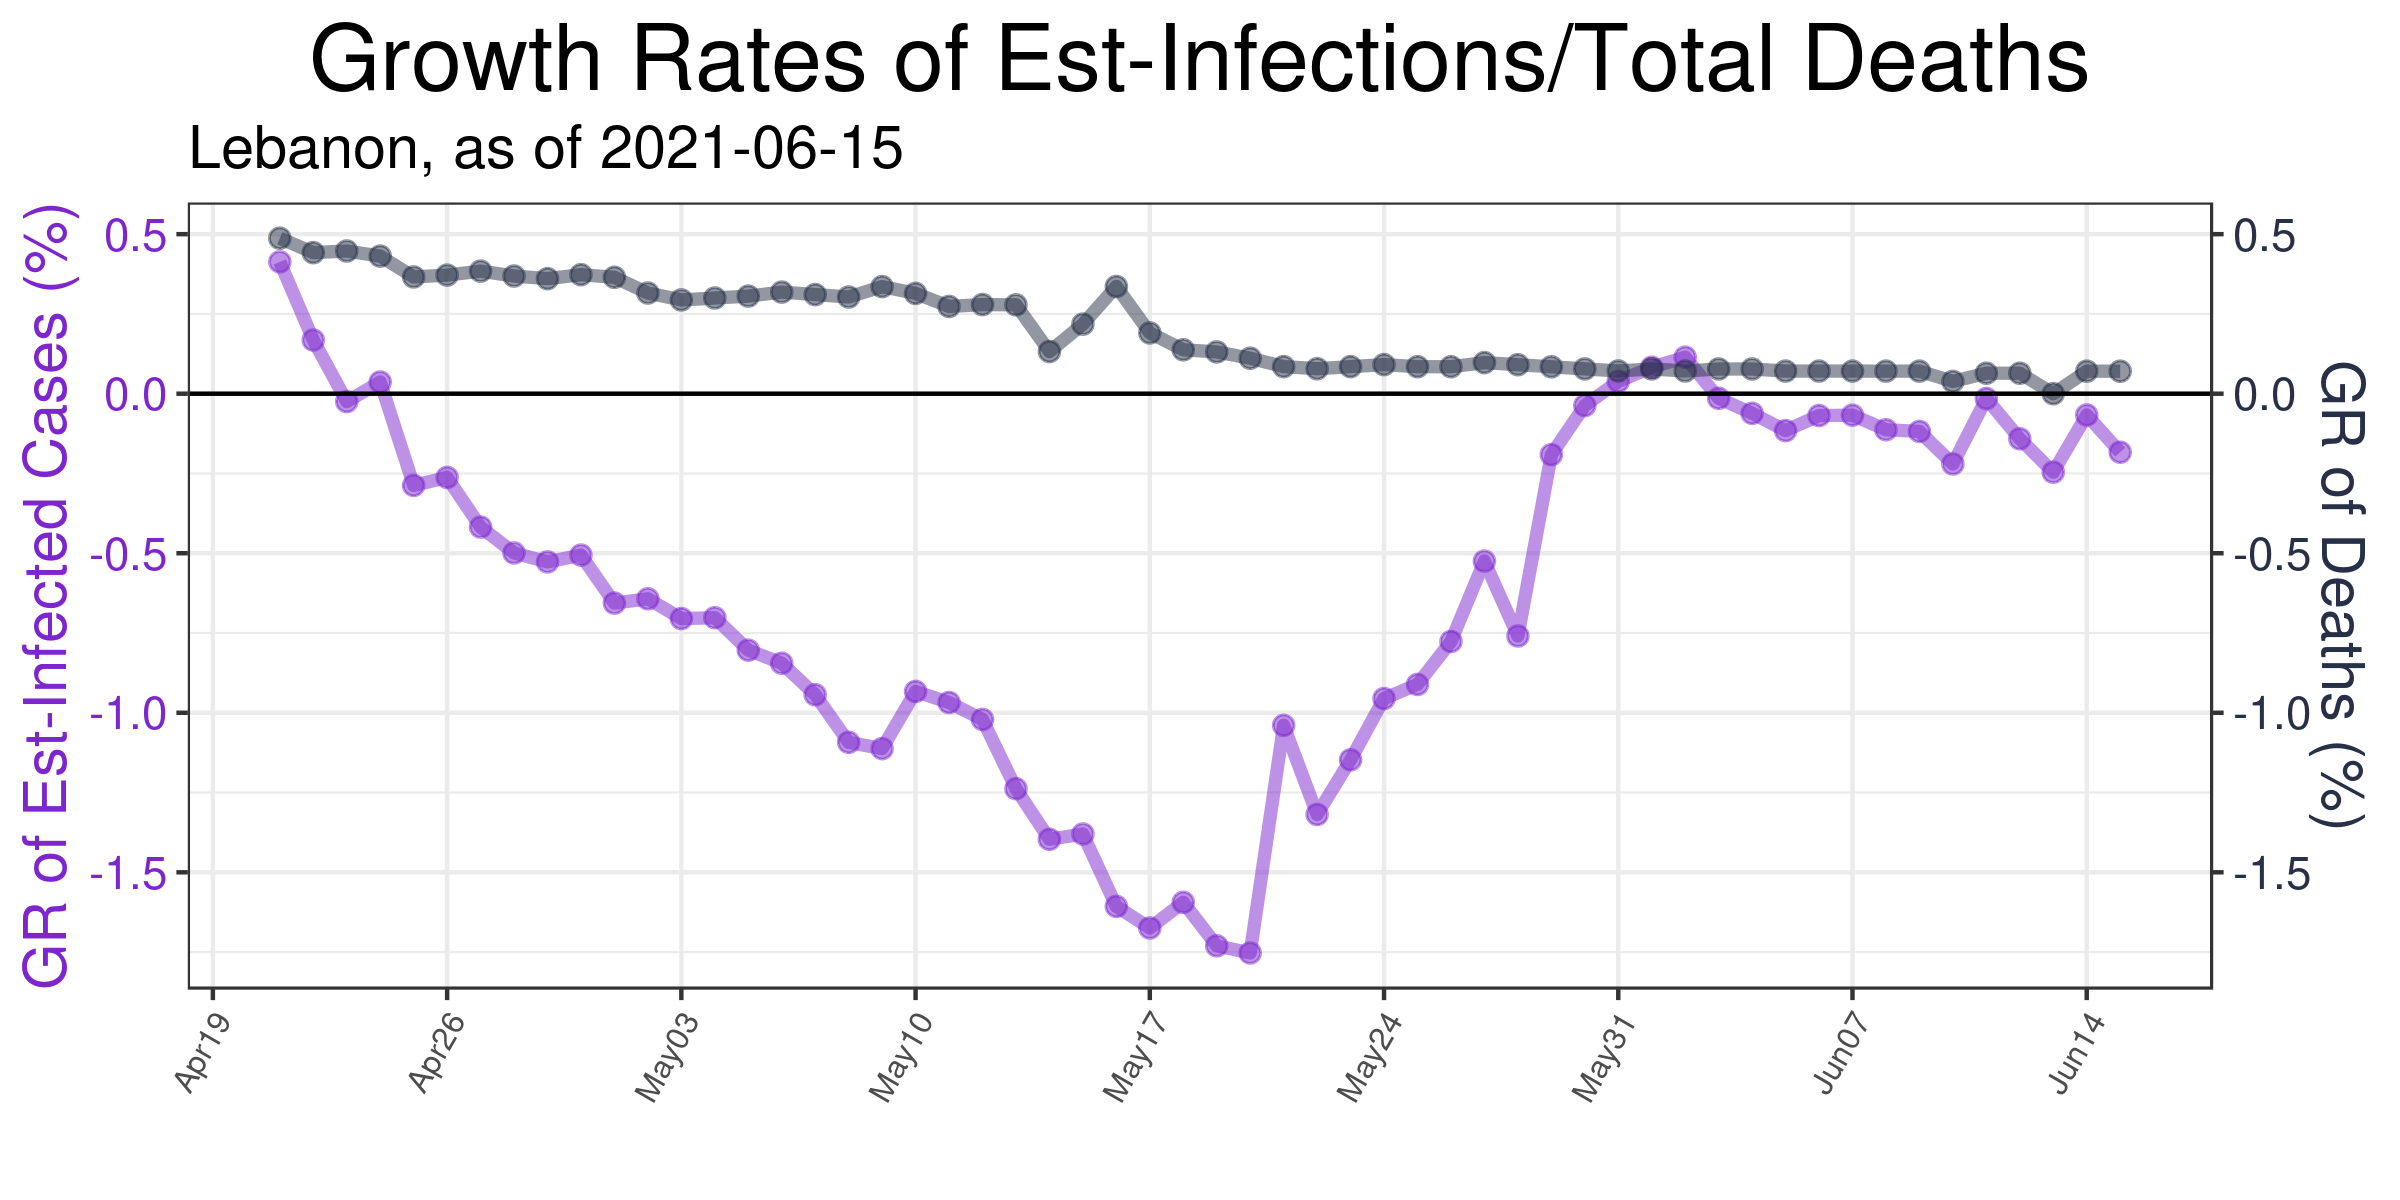 Growth Rates of Est-Infections/Total Deaths
Lebanon, as of 2021-06-15
GR of Est-Infected Cases (%)
0.5
0.0
-0.5
-1.0
-1.5
0.5
0.0
-0.5
-1.0
-1.5
GR of Deaths (%)
Apr19
Apr26
May03
May10
May17
May24
May31
Jun07
Jun14